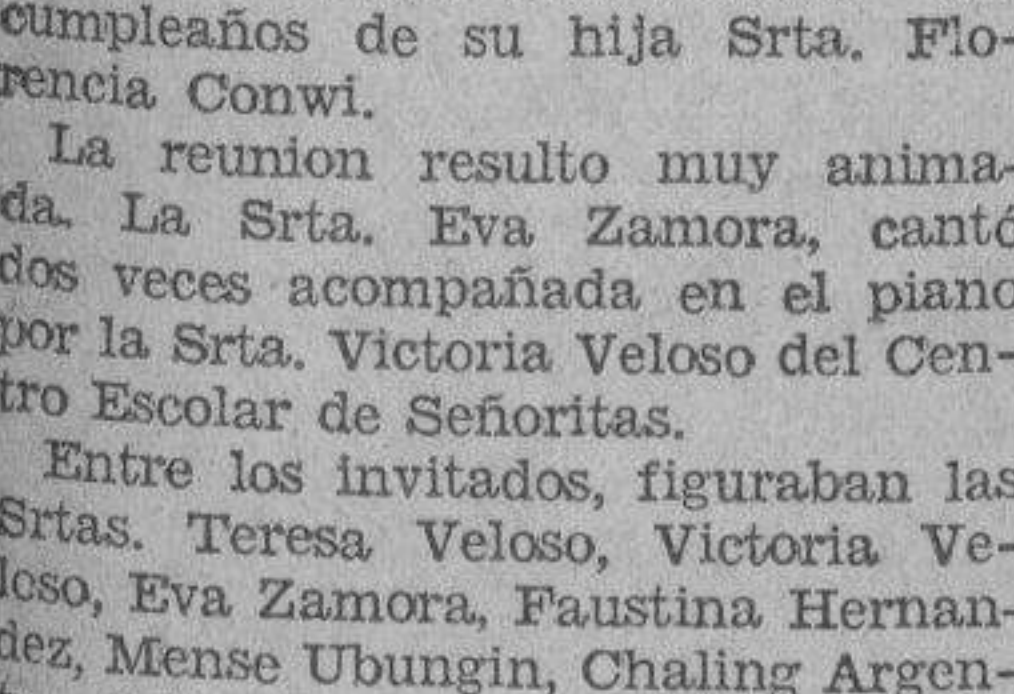 cumpleaños de su hija Srta. Flo-
rencia Conwi.
La reunion resulto muy anima-
da. La Srta. Eva Zamora, cantó
dos veces acompañada en el piano
por la Srta. Victoria Veloso del Cen-
tro Escolar de Señoritas.
Entre los invitados, figuraban las
Srtas. Teresa Veloso, Victoria Ve-
loso, Eva Zamora, Faustina Hernan-
dez, Mense Ubungin, Chaling Argen-